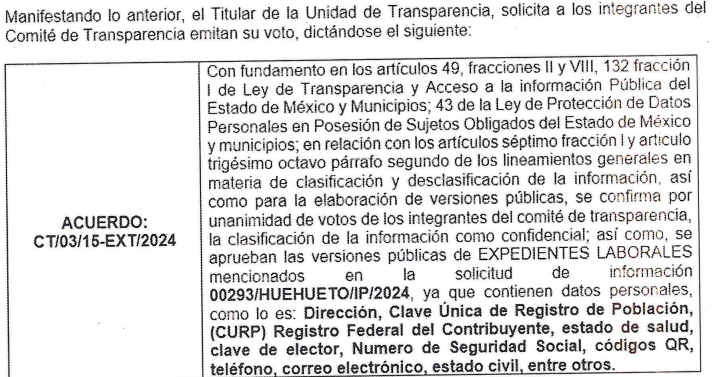 Manifestando lo anterior, el Titular de la Unidad de Transparencia, solicita a los integrantes del
Comité de Transparencia emitan su voto, dictándose el siguiente:
ACUERDO:
CT/03/15-EXT/2024
Con fundamento en los artículos 49, fracciones II y VIII, 132 fracción
I de Ley de Transparencia y Acceso a la información Pública del
Estado de México y Municipios; 43 de la Ley de Protección de Datos
Personales en Posesión de Sujetos Obligados del Estado de México
y municipios; en relación con los artículos séptimo fracción I y articulo
trigésimo octavo párrafo segundo de los lineamientos generales en
materia de clasificación y desclasificación de la información, así
como para la elaboración de versiones públicas, se confirma por
unanimidad de votos de los integrantes del comité de transparencia,
la clasificación de la información como confidencial; así como, se
aprueban las versiones públicas de EXPEDIENTES LABORALES
mencionados en la solicitud de información
00293/HUEHUETO/IP/2024, ya que contienen datos personales,
como lo es: Dirección, Clave Única de Registro de Población,
(CURP) Registro Federal del Contribuyente, estado de salud,
clave de elector, Numero de Seguridad Social, códigos QR,
teléfono, correo electrónico, estado civil, entre otros.